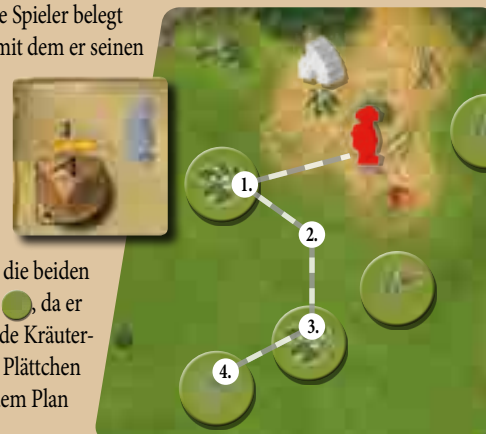 e Spieler belegt
mit dem er seinen
die beiden
, da er
de Kräuter-
Plättchen
em Plan
1.
2.
3.
4.